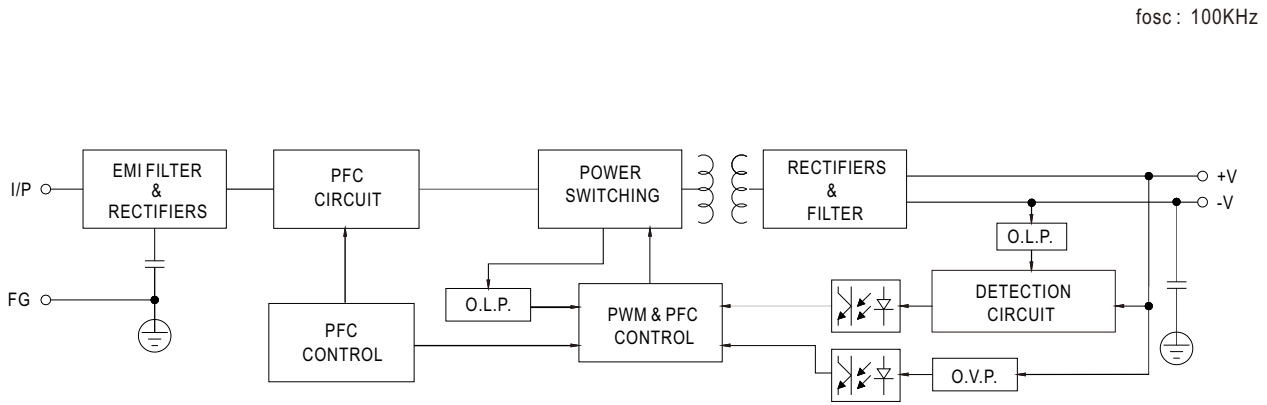 fosc : 100KHz
I/P
EMI FILTER
&
RECTIFIERS
PFC
CIRCUIT
POWER
SWITCHING
RECTIFIERS
&
FILTER
+V
-V
O.L.P.
FG
O.L.P.
PFC
CONTROL
PWM & PFC
CONTROL
DETECTION
CIRCUIT
O.V.P.